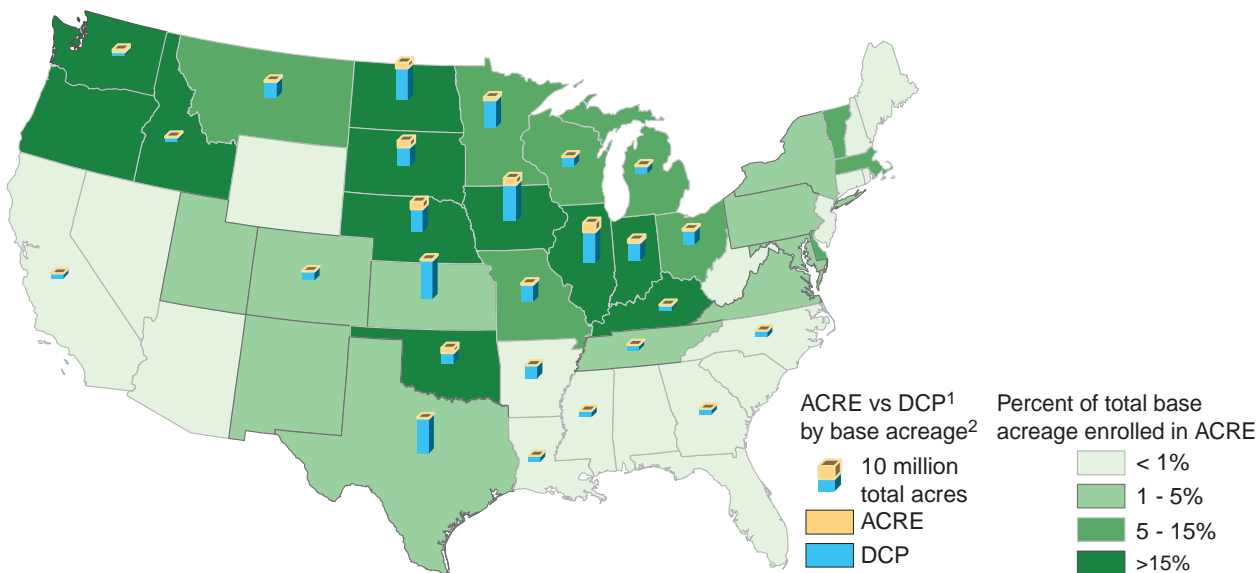 ACRE vs DCP1
by base acreage2
10 million
total acres
ACRE
DCP
Percent of total base
acreage enrolled in ACRE
< 1%
1 - 5%
5 - 15%
>15%